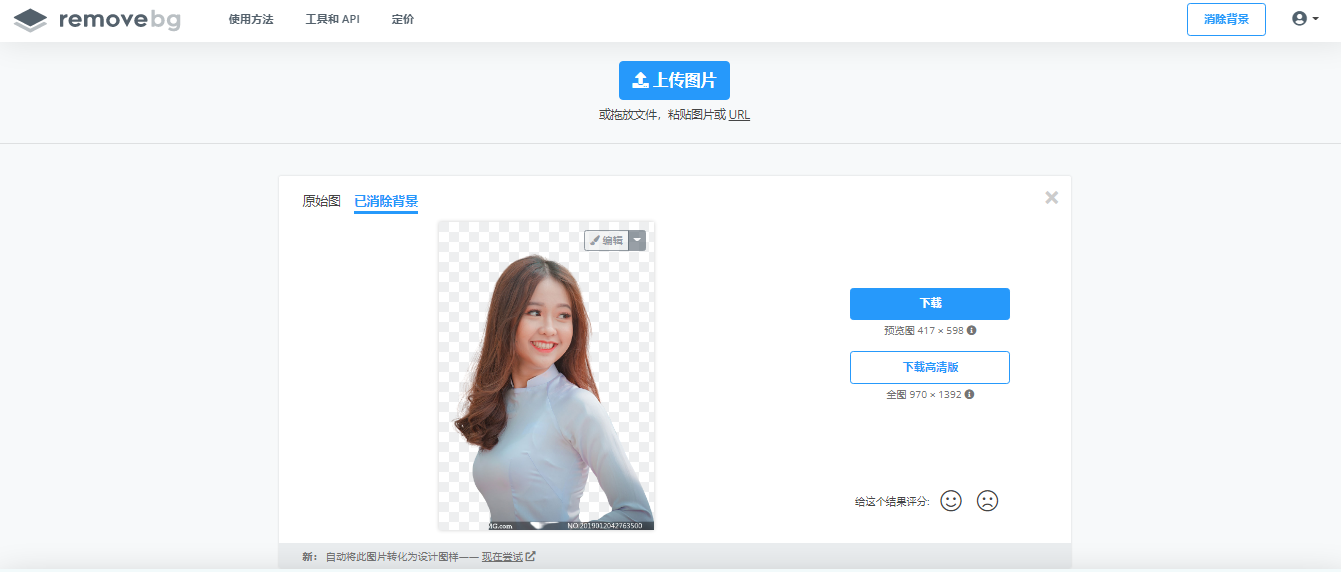 removebg 使用方法 工具和 API 定价 消除背景
上传图片
或拖放文件，粘贴图片或 URL
原始图 已消除背景
编辑
下载
预览图 417 × 598
下载高清版
全图 970 × 1392
给这个结果评分:
MG.com NO:2019012042763500
新： 自动将此图片转化为设计图样—— 现在尝试